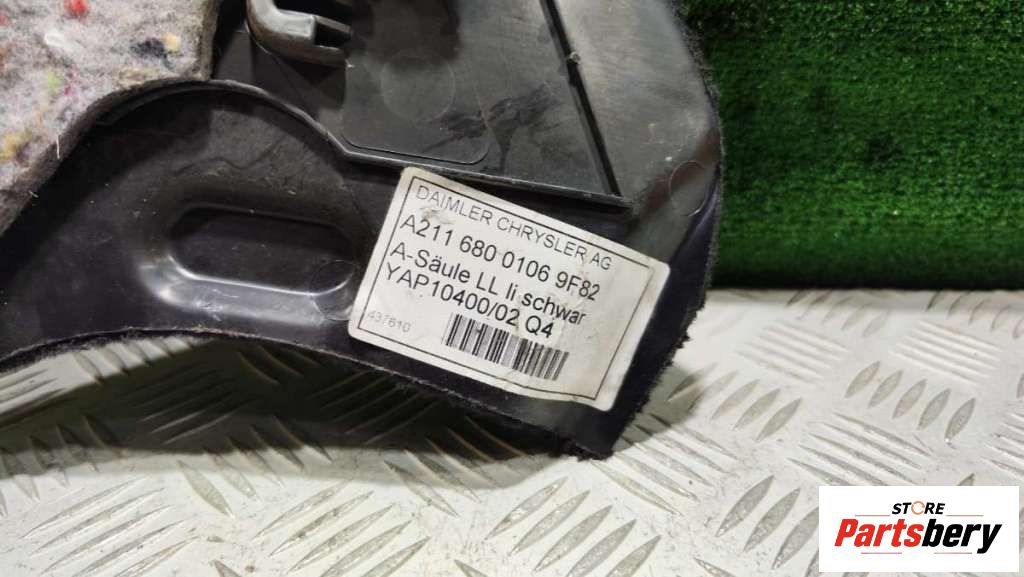 DAIMLER CHRYSLER AG
A211 680 0106 9F82
A-Säule LL li schwar
YAP10400/02 Q4
437610
STORE
Partsbery